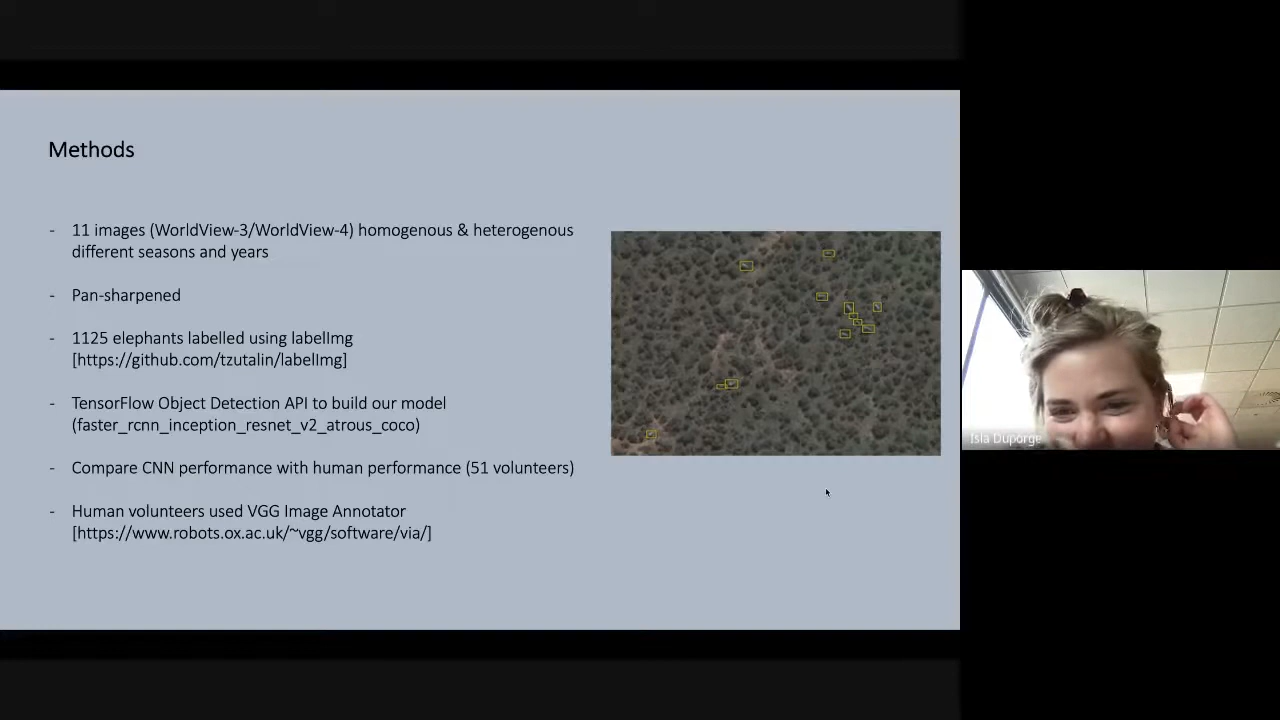 Methods
- 11 images (WorldView-3/WorldView-4) homogenous & heterogenous
different seasons and years
- Pan-sharpened
- 1125 elephants labelled using labelImg
[https://github.com/tzutalin/labelImg]
- TensorFlow Object Detection API to build our model
(faster_rcnn_inception_resnet_v2_atrous_coco)
- Compare CNN performance with human performance (51 volunteers)
- Human volunteers used VGG Image Annotator
[https://www.robots.ox.ac.uk/~vgg/software/via/]
Isla Duporge